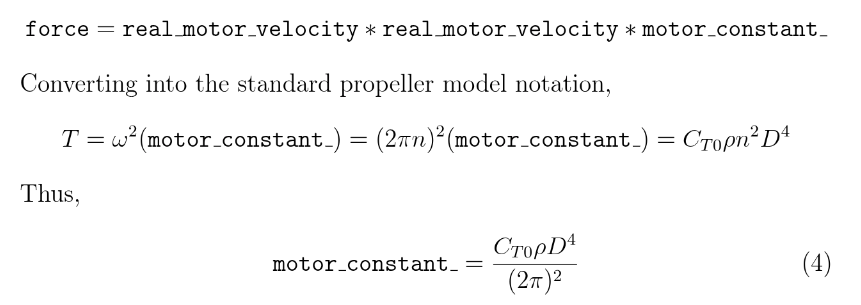 force = real_motor_velocity ∗ real_motor_velocity ∗ motor_constant_
Converting into the standard propeller model notation,
T = ω²(motor_constant_) = (2πn)²(motor_constant_) = C_{T0}ρn²D⁴
Thus,
motor_constant_ = \frac{C_{T0}ρD⁴}{(2π)²} (4)